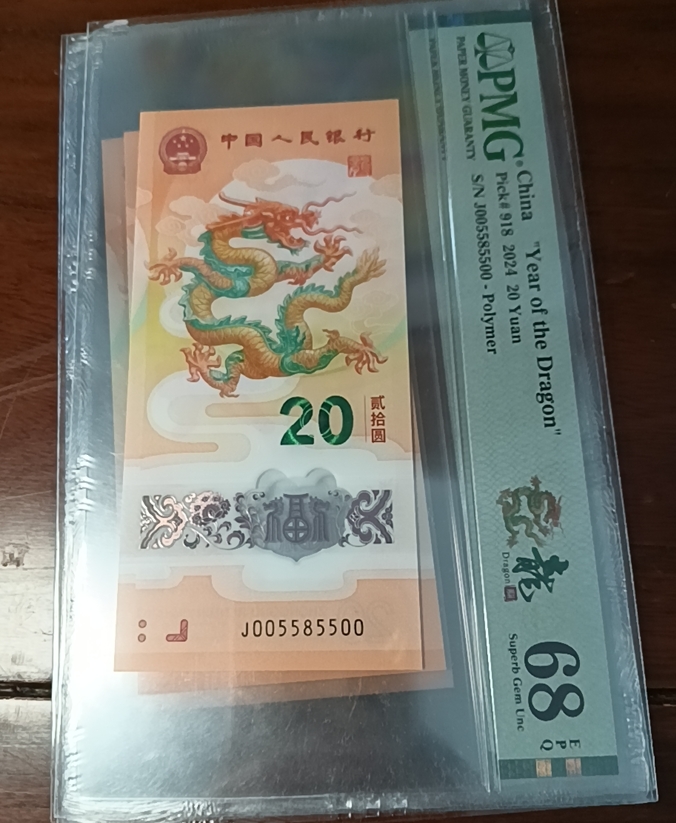 中国人民银行
20
贰拾圆
福
J005585500
PMG
PAPER MONEY GUARANTY
China "Year of the Dragon"
Pick# 918 2024 20 Yuan
S/N J005585500 - Polymer
龍
Dragon
68 EPQ
Superb Gem Unc